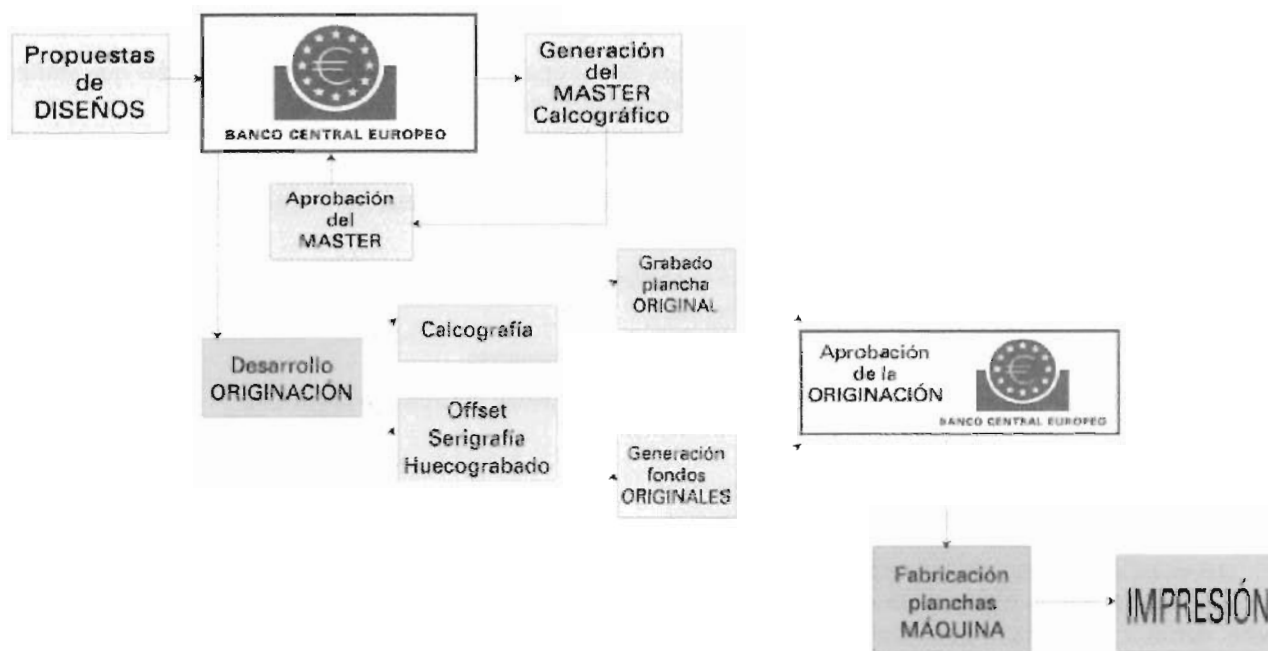 Propuestas
de
DISEÑOS
BANCO CENTRAL EUROPEO
Generación
del
MASTER
Calcográfico
Aprobación
del
MASTER
Grabado
plancha
ORIGINAL
Calcografía
Desarrollo
ORIGINACIÓN
Offset
Serigrafía
Huecograbado
Generación
fondos
ORIGINALES
Aprobación
de la
ORIGINACIÓN
BANCO CENTRAL EUROPEO
Fabricación
planchas
MÁQUINA
IMPRESIÓN